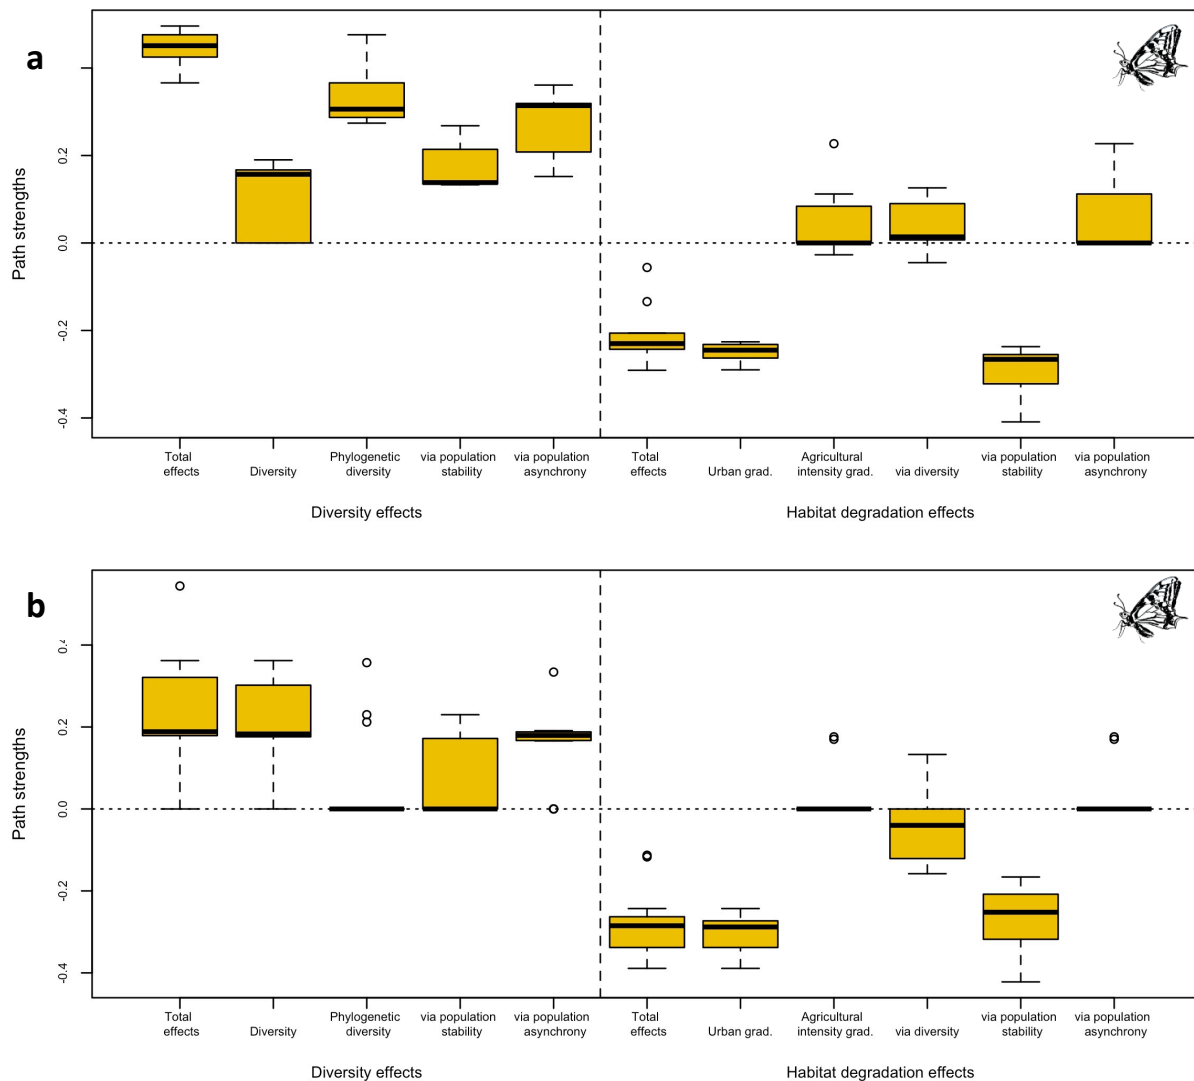 a
Path strengths
0.2
0.0
-0.2
-0.4
Total effects
Diversity
Phylogenetic diversity
via population stability
via population asynchrony
Total effects
Urban grad.
Agricultural intensity grad.
via diversity
via population stability
via population asynchrony
Diversity effects
Habitat degradation effects
b
Path strengths
0.4
0.2
0.0
-0.2
-0.4
Total effects
Diversity
Phylogenetic diversity
via population stability
via population asynchrony
Total effects
Urban grad.
Agricultural intensity grad.
via diversity
via population stability
via population asynchrony
Diversity effects
Habitat degradation effects